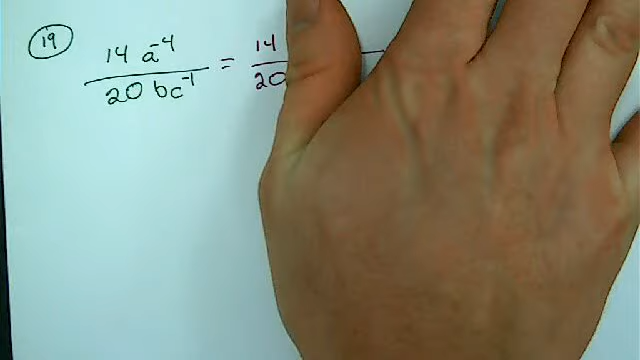 19
14 a⁻⁴ / 20 bc⁻¹ = 14 / 20